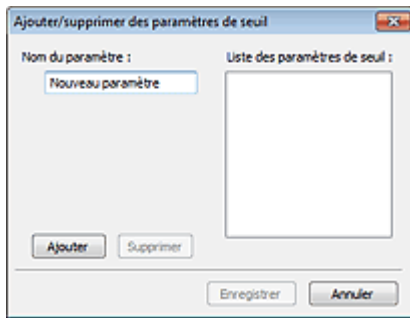 Ajouter/supprimer des paramètres de seuil
Nom du paramètre :
Liste des paramètres de seuil :
Nouveau paramètre
Ajouter
Supprimer
Enregistrer
Annuler